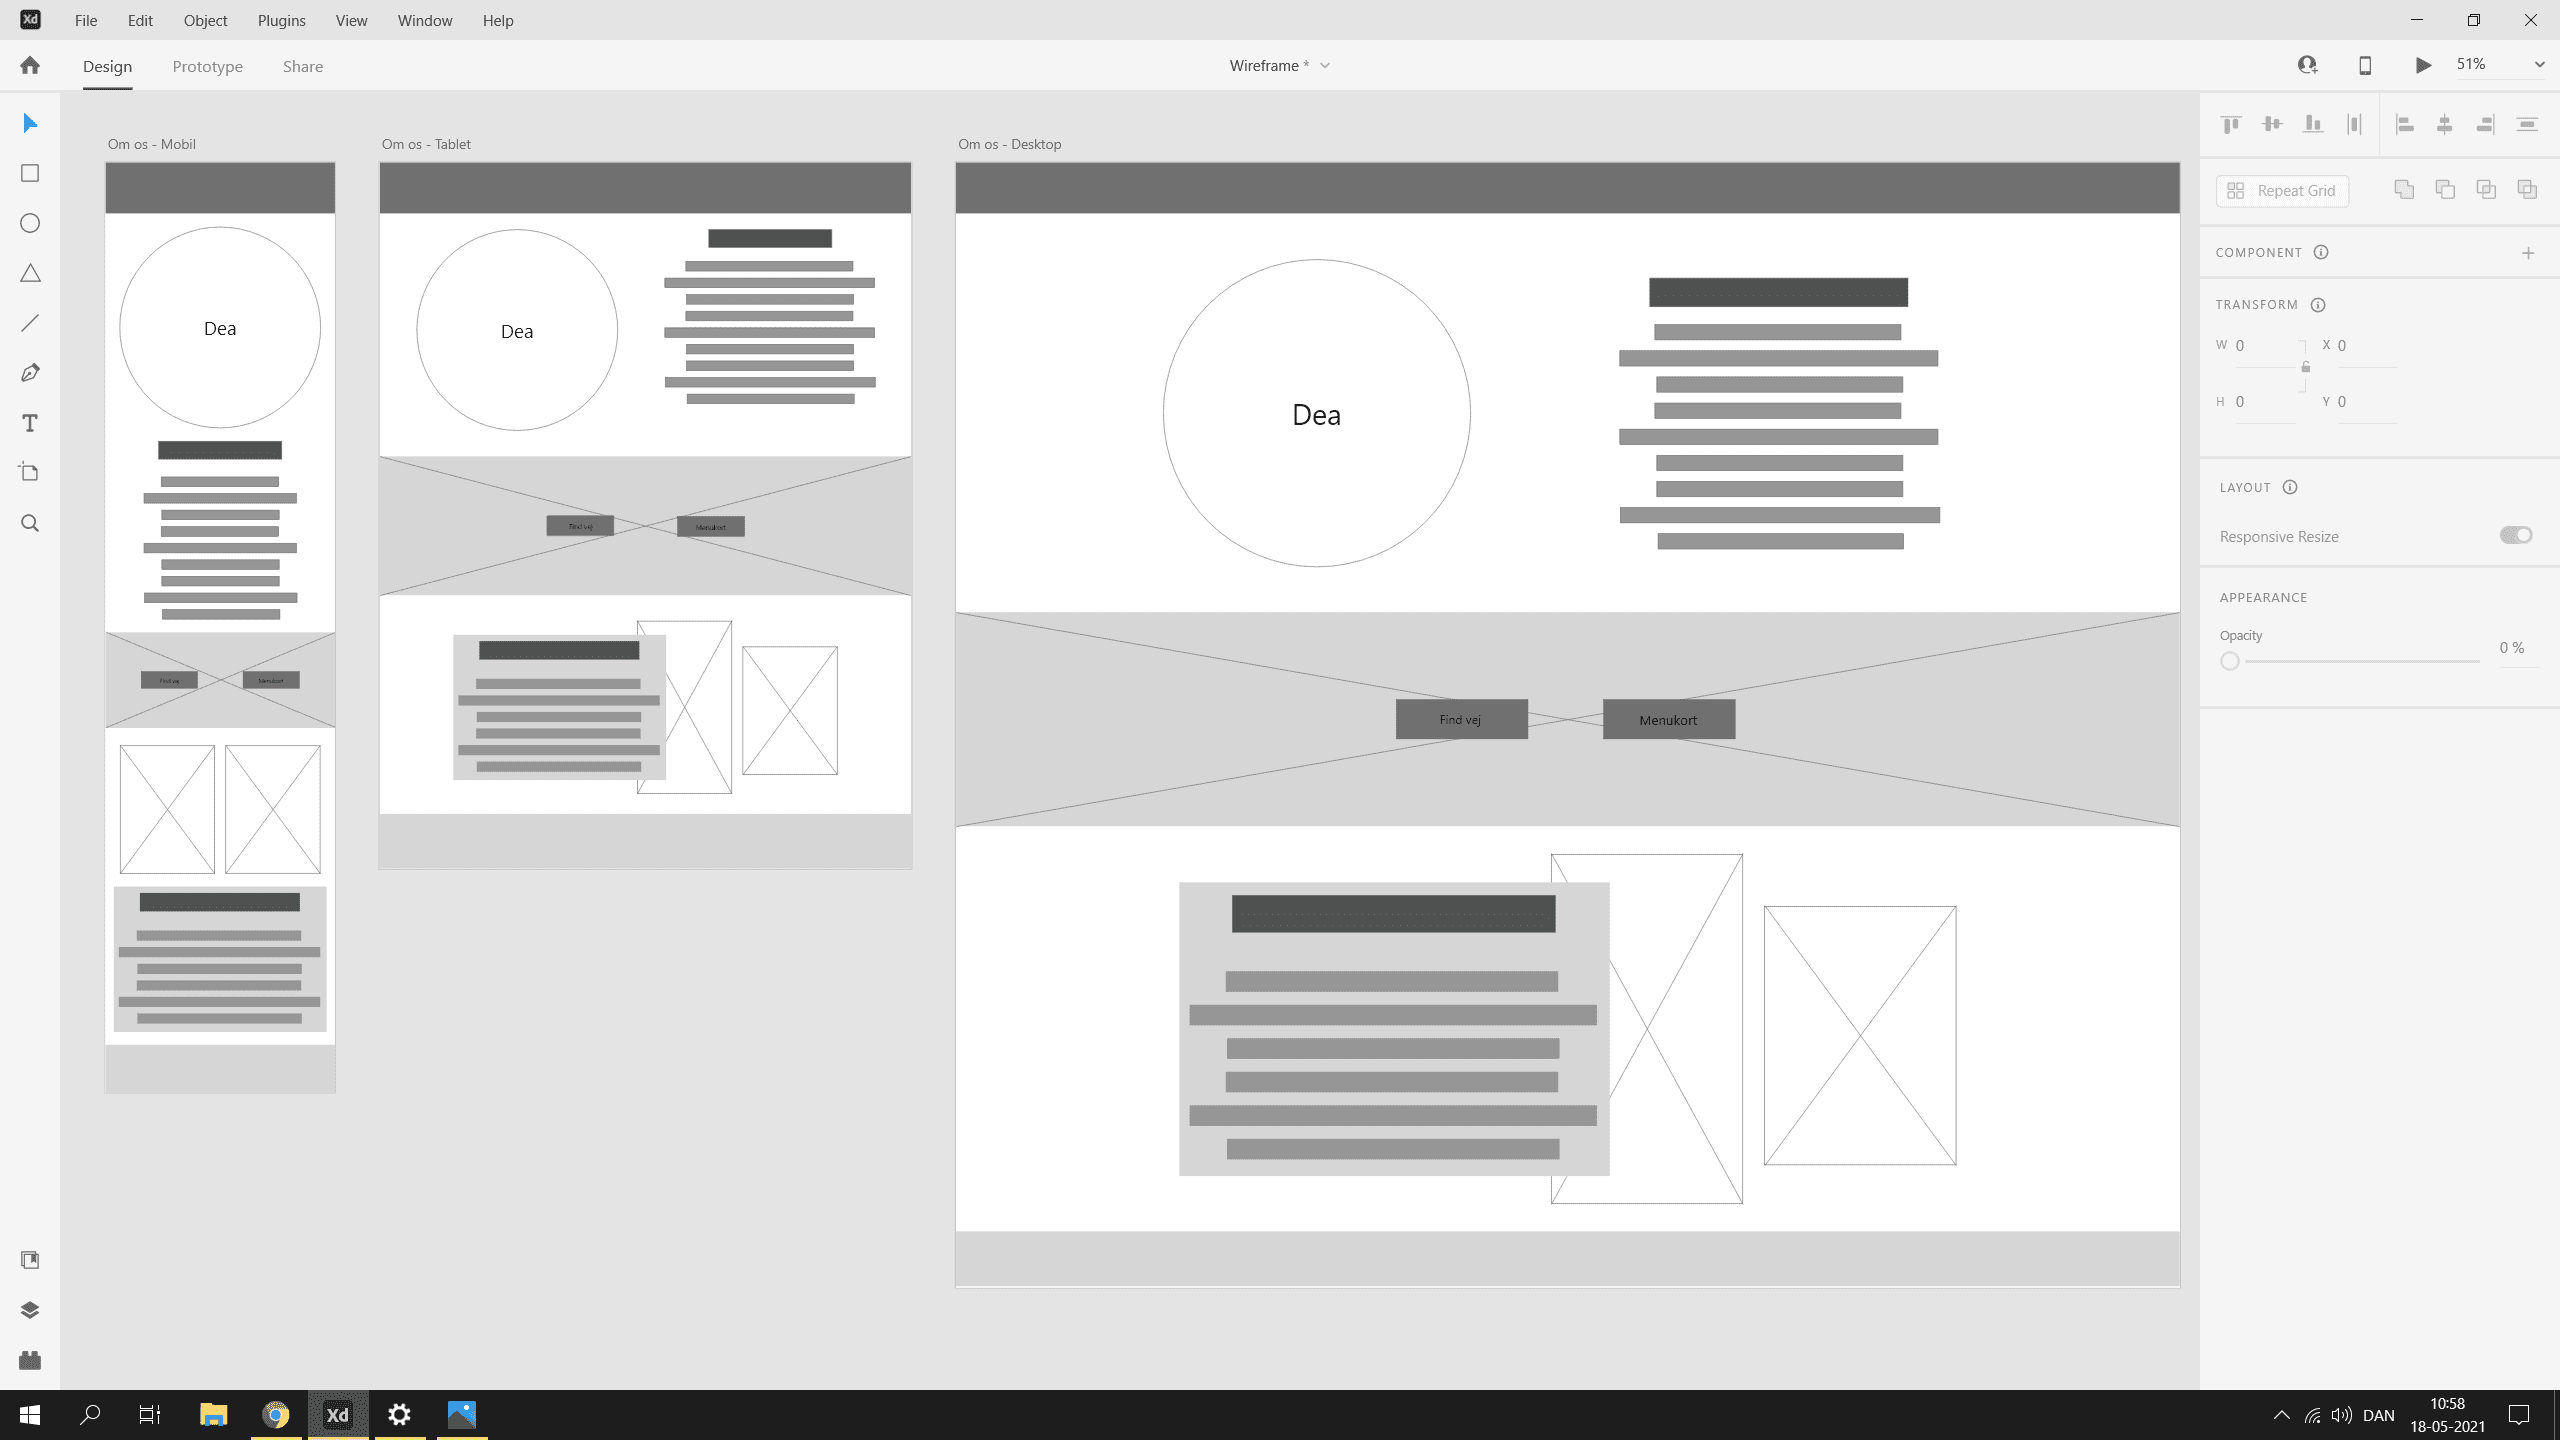 Xd File Edit Object Plugins View Window Help
Design Prototype Share Wireframe * 51%
Om os - Mobil Om os - Tablet Om os - Desktop
Dea
Find vej Menukort
Dea
Find vej Menukort
Dea
Find vej Menukort
Repeat Grid
COMPONENT
TRANSFORM
W 0 X 0
H 0 Y 0
LAYOUT
Responsive Resize
APPEARANCE
Opacity
0 %
Xd DAN
10:58
18-05-2021